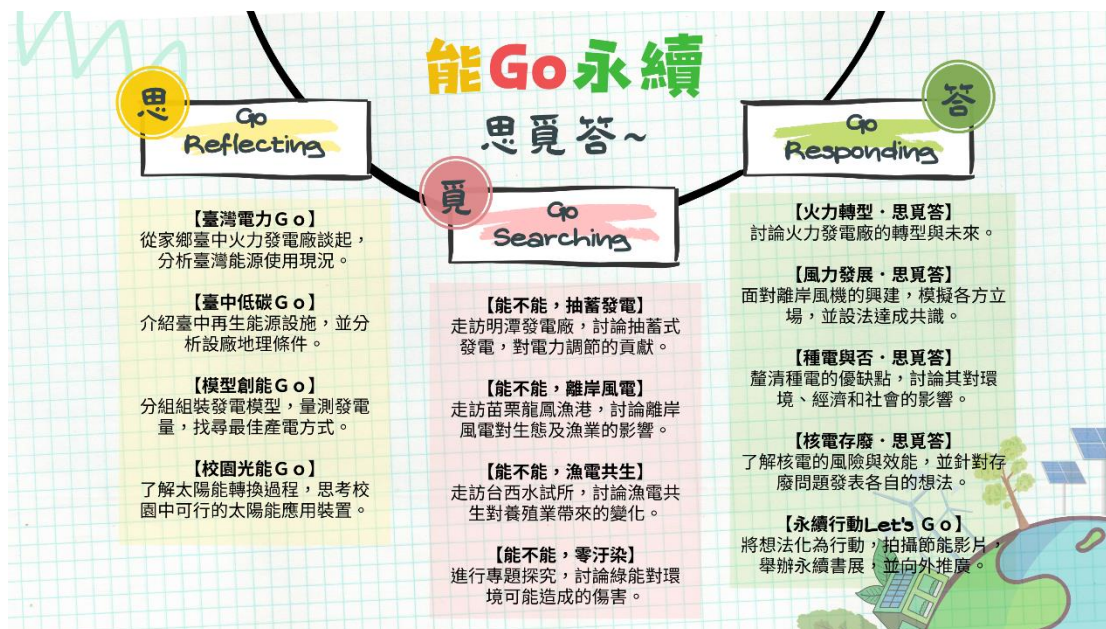 能Go永續
思覓答~
思
Go
Reflecting
【臺灣電力Ｇｏ】
從家鄉臺中火力發電廠談起，
分析臺灣能源使用現況。
【臺中低碳Ｇｏ】
介紹臺中再生能源設施，並分
析設廠地理條件。
【模型創能Ｇｏ】
分組組裝發電模型，量測發電
量，找尋最佳產電方式。
【校園光能Ｇｏ】
了解太陽能轉換過程，思考校
園中可行的太陽能應用裝置。
覓
Go
Searching
【能不能，抽蓄發電】
走訪明潭發電廠，討論抽蓄式
發電，對電力調節的貢獻。
【能不能，離岸風電】
走訪苗栗龍鳳漁港，討論離岸
風電對生態及漁業的影響。
【能不能，漁電共生】
走訪台西水試所，討論漁電共
生對養殖業帶來的變化。
【能不能，零汙染】
進行專題探究，討論綠能對環
境可能造成的傷害。
答
Go
Responding
【火力轉型．思覓答】
討論火力發電廠的轉型與未來。
【風力發展．思覓答】
面對離岸風機的興建，模擬各方立
場，並設法達成共識。
【種電與否．思覓答】
釐清種電的優缺點，討論其對環
境、經濟和社會的影響。
【核電存廢．思覓答】
了解核電的風險與效能，並針對存
廢問題發表各自的想法。
【永續行動Let's Ｇｏ】
將想法化為行動，拍攝節能影片，
舉辦永續書展，並向外推廣。